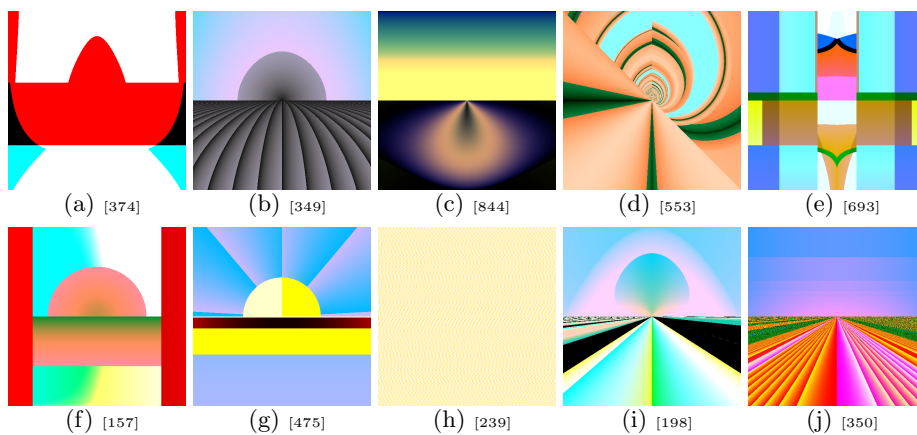 (a) [374] (b) [349] (c) [844] (d) [553] (e) [693]
(f) [157] (g) [475] (h) [239] (i) [198] (j) [350]